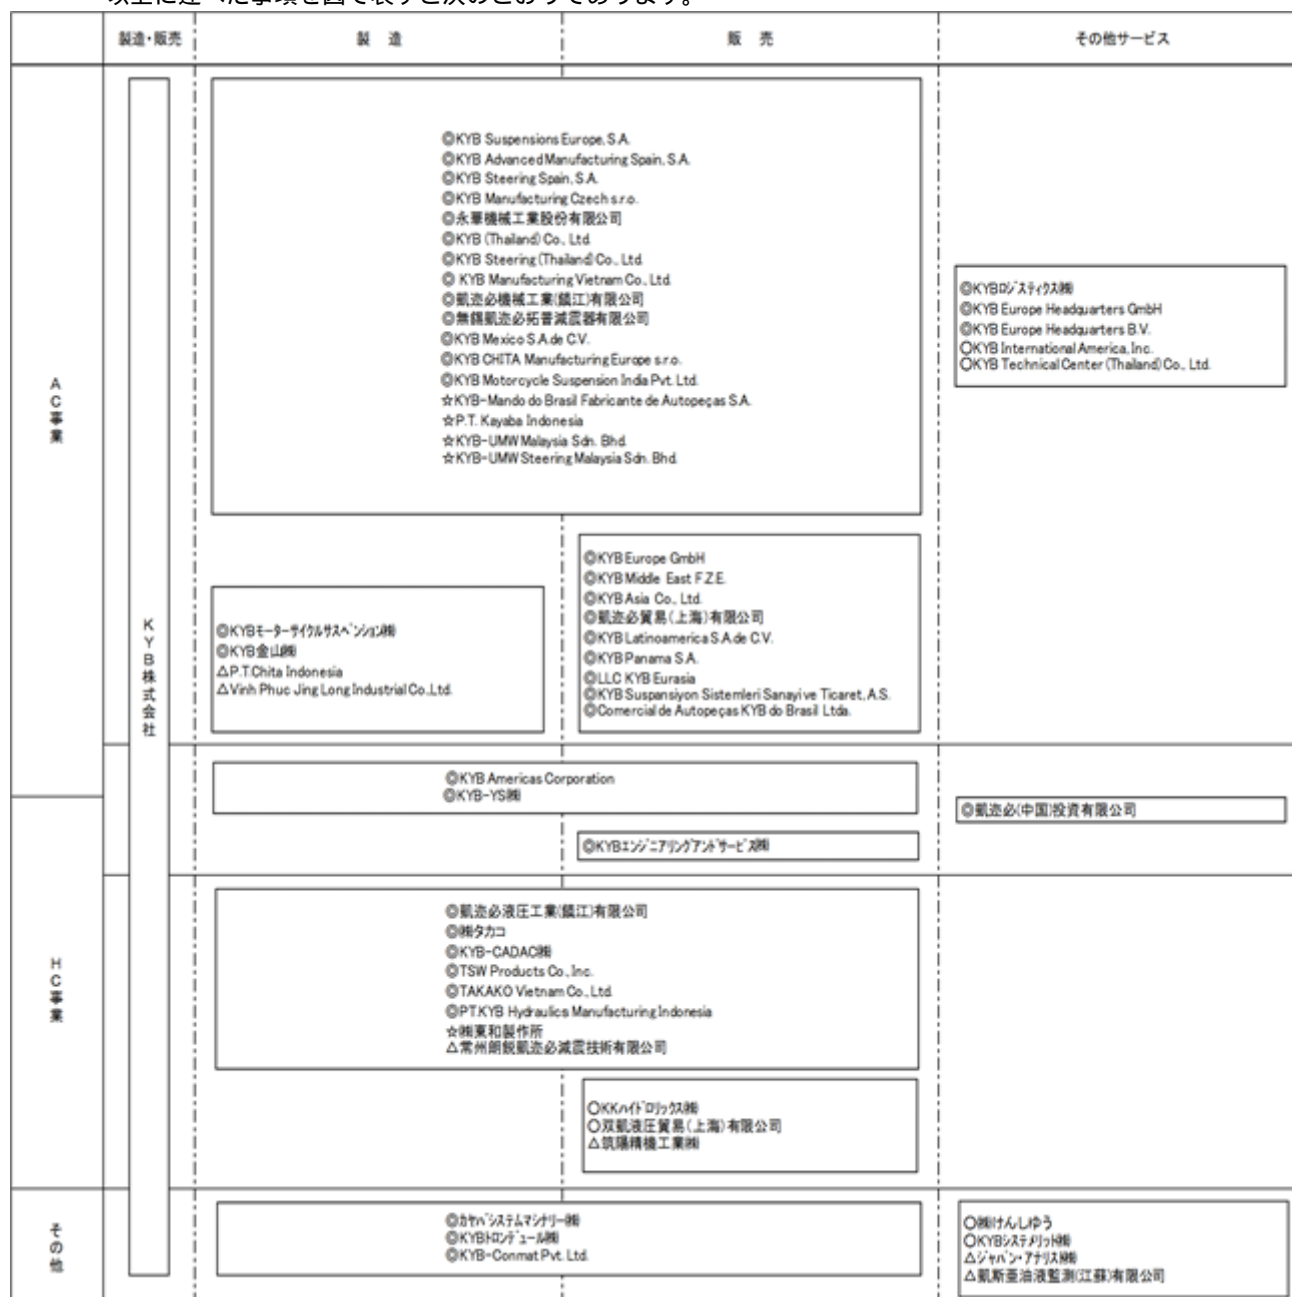 以上に述べた事項を図で表すと次のとおりであります。
製造・販売
製 造
販 売
その他サービス
AC事業
KYB株式会社
◎KYB Suspensions Europe, S.A.
◎KYB Advanced Manufacturing Spain, S.A.
◎KYB Steering Spain, S.A.
◎KYB Manufacturing Czech s.r.o.
◎永華機械工業股份有限公司
◎KYB (Thailand) Co., Ltd.
◎KYB Steering (Thailand) Co., Ltd.
◎ KYB Manufacturing Vietnam Co., Ltd.
◎凱迩必機械工業(鎮江)有限公司
◎無錫凱迩必拓普減震器有限公司
◎KYB Mexico S.A. de C.V.
◎KYB CHITA Manufacturing Europe s.r.o.
◎KYB Motorcycle Suspension India Pvt. Ltd.
☆KYB-Mando do Brasil Fabricante de Autopeças S.A.
☆P.T. Kayaba Indonesia
☆KYB-UMW Malaysia Sdn. Bhd.
☆KYB-UMW Steering Malaysia Sdn. Bhd.
◎KYBロジスティクス㈱
◎KYB Europe Headquarters GmbH
◎KYB Europe Headquarters B.V.
○KYB International America, Inc.
○KYB Technical Center (Thailand) Co., Ltd.
◎KYBモーターサイクルサスペンション㈱
◎KYB金山㈱
△P.T.Chita Indonesia
△Vinh Phuc Jing Long Industrial Co.,Ltd.
◎KYB Europe GmbH
◎KYB Middle East F.Z.E.
◎KYB Asia Co., Ltd.
◎凱迩必貿易(上海)有限公司
◎KYB Latinoamerica S.A. de C.V.
◎KYB Panama S.A.
◎LLC KYB Eurasia
◎KYB Suspansiyon Sistemleri Sanayi ve Ticaret, A.S.
◎Comercial de Autopeças KYB do Brasil Ltda.
◎KYB Americas Corporation
◎KYB-YS㈱
◎凱迩必(中国)投資有限公司
◎KYBエンジニアリングアンドサービス㈱
HC事業
◎凱迩必液圧工業(鎮江)有限公司
◎㈱タカコ
◎KYB-CADAC㈱
◎TSW Products Co., Inc.
◎TAKAKO Vietnam Co., Ltd.
◎PT.KYB Hydraulics Manufacturing Indonesia
☆㈱東和製作所
△常州朗鋭凱迩必減震技術有限公司
○KKハイドロリックス㈱
○双凱液圧貿易(上海)有限公司
△筑陽精機工業㈱
その他
◎カヤバシステムマシナリー㈱
◎KYBトロンデュール㈱
◎KYB-Conmat Pvt. Ltd.
○㈱けんしゆう
○KYBシステメリット㈱
△ジャパン・アナリスト㈱
△凱斯亜油液監測(江蘇)有限公司